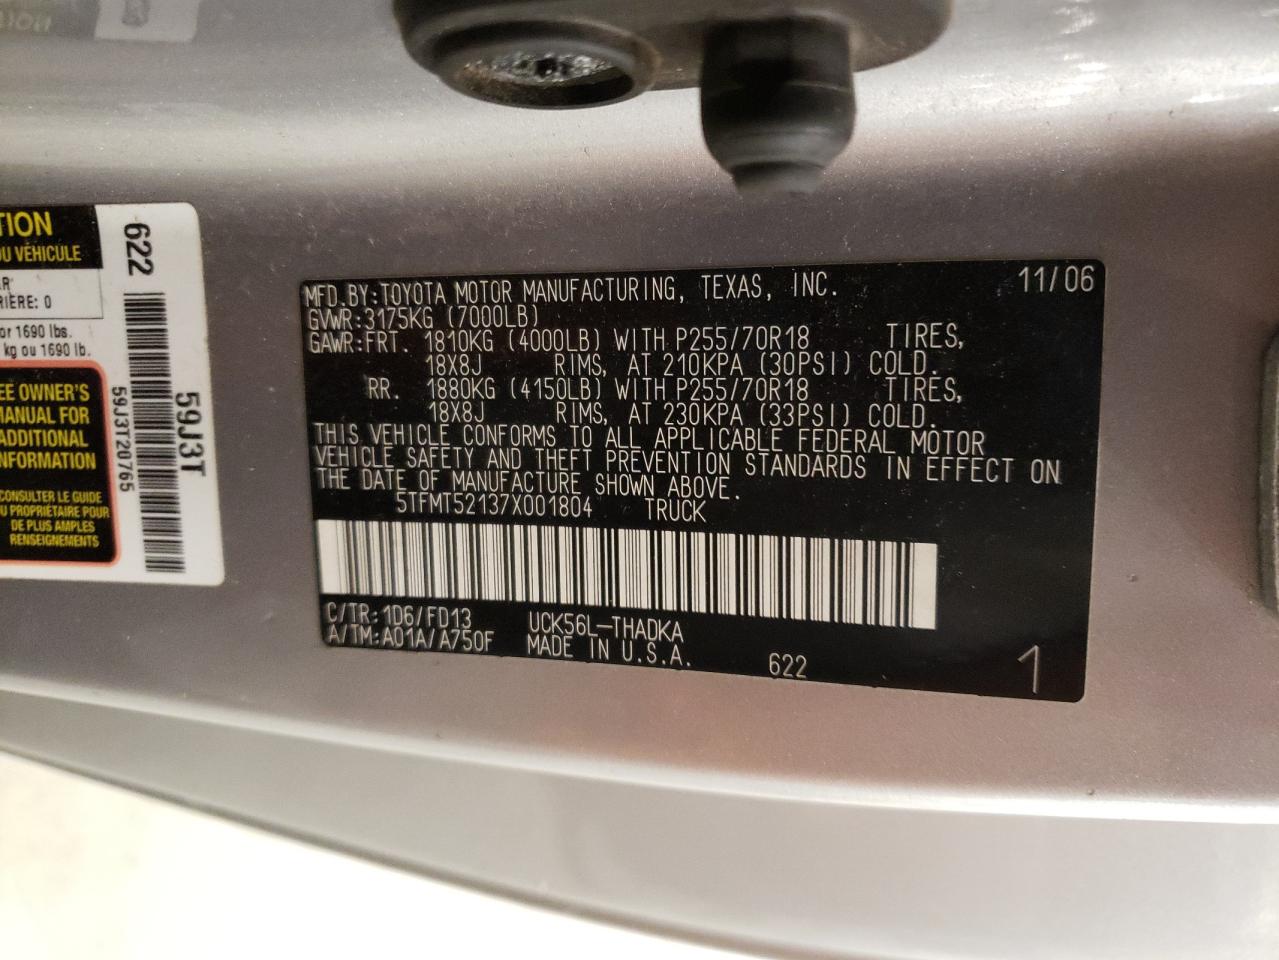 TION
U VÉHICULE
R
RIÈRE: 0
or 1690 lbs.
kg ou 1690 lb.
EE OWNER'S
MANUAL FOR
ADDITIONAL
NFORMATION
CONSULTER LE GUIDE
U PROPRIÉTAIRE POUR
DE PLUS AMPLES
RENSEIGNEMENTS
622
59J3T20765
59J3T
MFD.BY:TOYOTA MOTOR MANUFACTURING, TEXAS, INC. 11/06
GVWR:3175KG (7000LB)
GAWR:FRT. 1810KG (4000LB) WITH P255/70R18 TIRES,
18X8J RIMS, AT 210KPA (30PSI) COLD.
RR. 1880KG (4150LB) WITH P255/70R18 TIRES,
18X8J RIMS, AT 230KPA (33PSI) COLD.
THIS VEHICLE CONFORMS TO ALL APPLICABLE FEDERAL MOTOR
VEHICLE SAFETY AND THEFT PREVENTION STANDARDS IN EFFECT ON
THE DATE OF MANUFACTURE SHOWN ABOVE.
5TFMT52137X001804 TRUCK
C/TR:1D6/FD13 UCK56L-THADKA
A/TM:A01A/A750F MADE IN U.S.A. 622 1